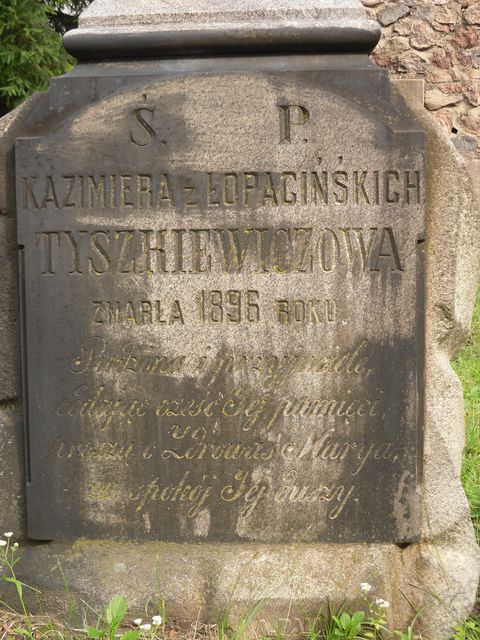 Ś. P.
KAZIMIERA z ŁOPACIŃSKICH
TYSZKIEWICZOWA
ZMARŁA 1896 ROKU.
Rodzina i przyjaciele,
oddając cześć Jej pamięci,
proszą o Zdrowaś Marya,
za spokój Jej duszy.